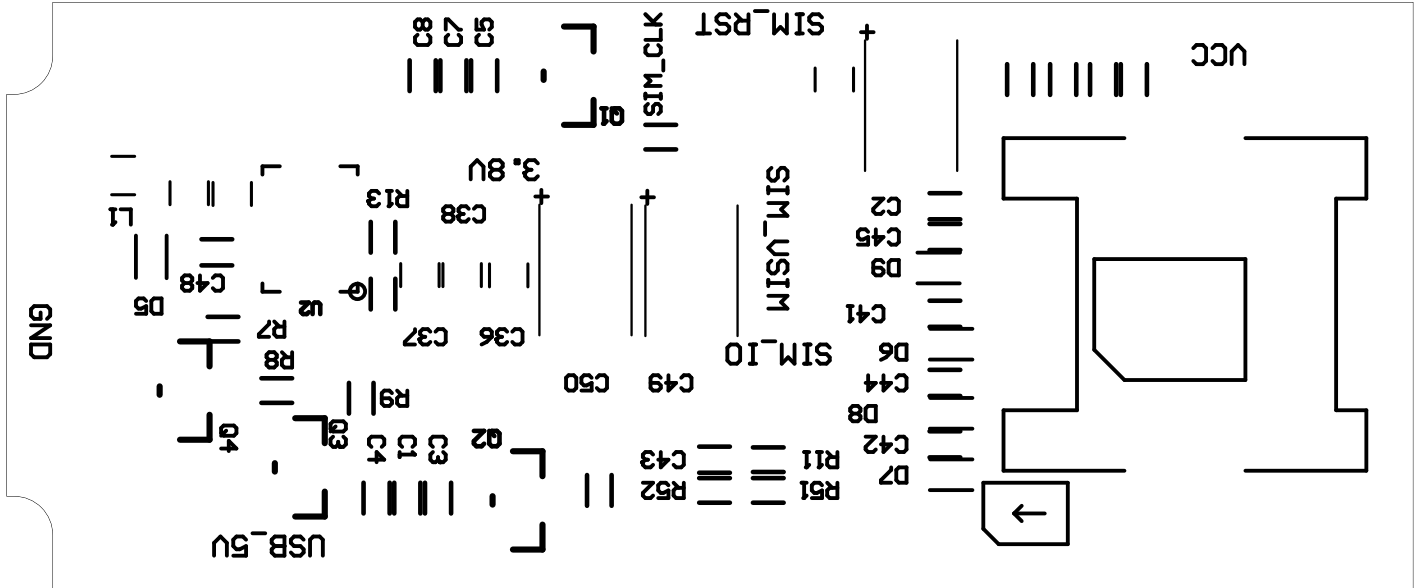 C8
C7
C5
SIM_CLK
SIM_RST
+
VCC
Q1
3.8V
SIM_VSIM
R13
+
+
L1
C38
C2
C45
D9
C48
D5
U2
C41
GND
R7
C37
C36
SIM_IO
D6
R8
C50
C49
C44
R9
D8
Q4
Q3
C4
C1
C3
Q2
C42
C43
R11
D7
R52
R51
USB_5V